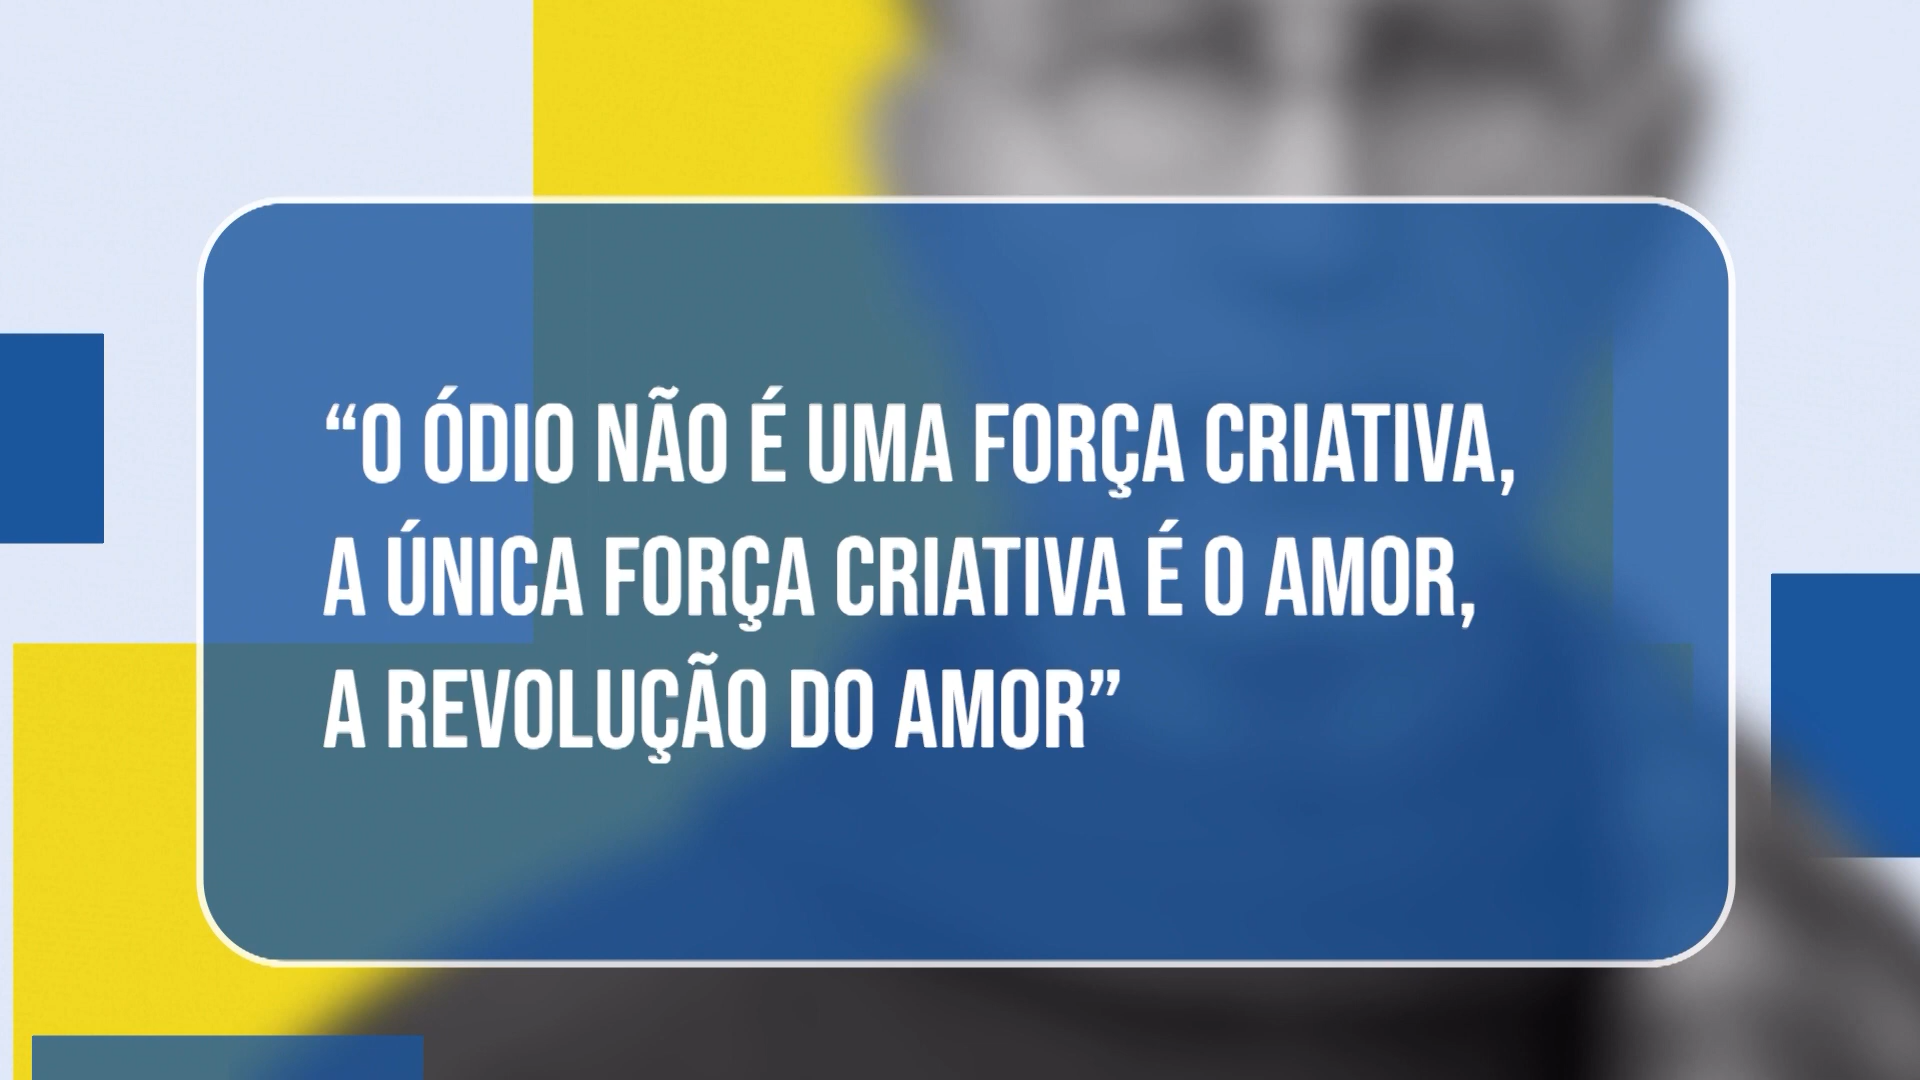 “O ÓDIO NÃO É UMA FORÇA CRIATIVA,
A ÚNICA FORÇA CRIATIVA É O AMOR,
A REVOLUÇÃO DO AMOR”